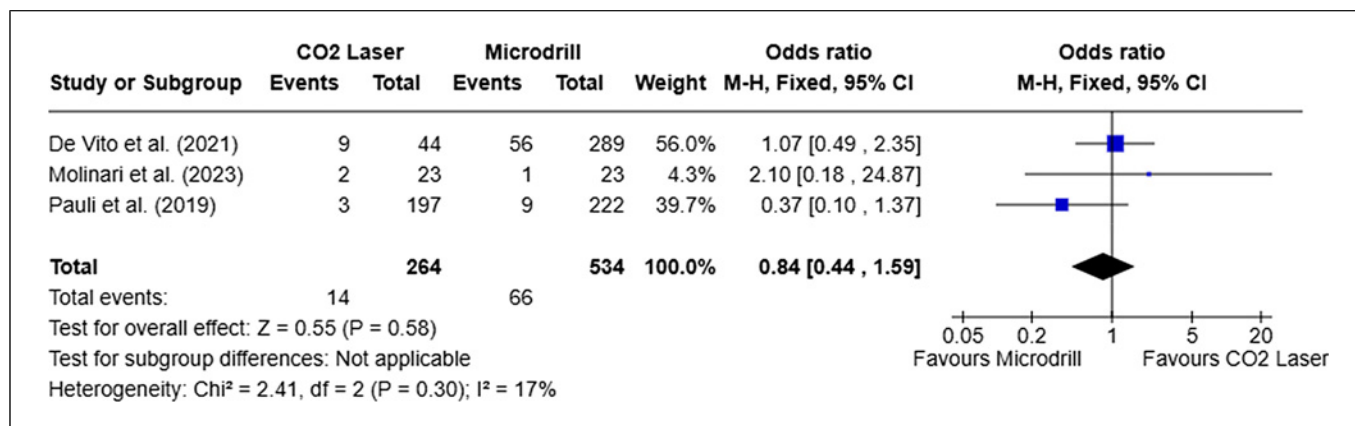 CO2 Laser Microdrill Odds ratio Odds ratio
Study or Subgroup Events Total Events Total Weight M-H, Fixed, 95% CI M-H, Fixed, 95% CI
De Vito et al. (2021) 9 44 56 289 56.0% 1.07 [0.49 , 2.35]
Molinari et al. (2023) 2 23 1 23 4.3% 2.10 [0.18 , 24.87]
Pauli et al. (2019) 3 197 9 222 39.7% 0.37 [0.10 , 1.37]
Total 264 534 100.0% 0.84 [0.44 , 1.59]
Total events: 14 66
Test for overall effect: Z = 0.55 (P = 0.58)
Test for subgroup differences: Not applicable
Heterogeneity: Chi² = 2.41, df = 2 (P = 0.30); I² = 17%
0.05 0.2 1 5 20
Favours Microdrill Favours CO2 Laser